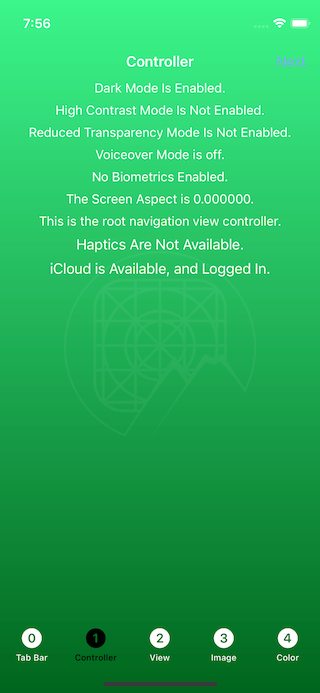 7:56
Controller
Next
Dark Mode Is Enabled.
High Contrast Mode Is Not Enabled.
Reduced Transparency Mode Is Not Enabled.
Voiceover Mode is off.
No Biometrics Enabled.
The Screen Aspect is 0.000000.
This is the root navigation view controller.
Haptics Are Not Available.
iCloud is Available, and Logged In.
0 1 2 3 4
Tab Bar Controller View Image Color